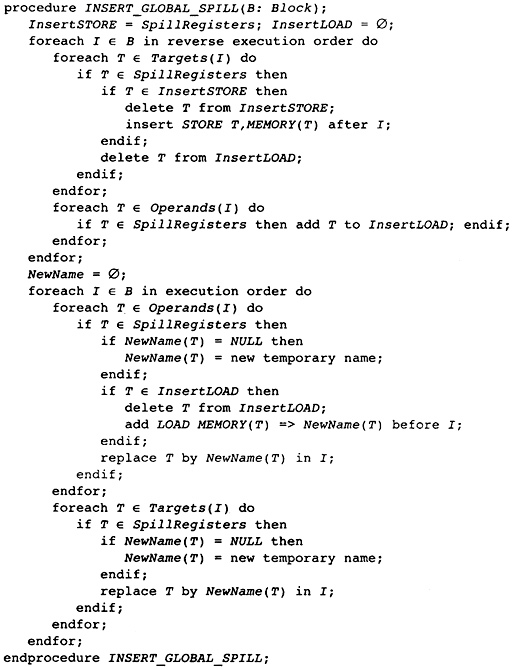 procedure INSERT_GLOBAL_SPILL(B: Block);
InsertSTORE = SpillRegisters; InsertLOAD = ∅;
foreach I ∈ B in reverse execution order do
foreach T ∈ Targets(I) do
if T ∈ SpillRegisters then
if T ∈ InsertSTORE then
delete T from InsertSTORE;
insert STORE T,MEMORY(T) after I;
endif;
delete T from InsertLOAD;
endif;
endfor;
foreach T ∈ Operands(I) do
if T ∈ SpillRegisters then add T to InsertLOAD; endif;
endfor;
endfor;
NewName = ∅;
foreach I ∈ B in execution order do
foreach T ∈ Operands(I) do
if T ∈ SpillRegisters then
if NewName(T) = NULL then
NewName(T) = new temporary name;
endif;
if T ∈ InsertLOAD then
delete T from InsertLOAD;
add LOAD MEMORY(T) => NewName(T) before I;
endif;
replace T by NewName(T) in I;
endif;
endfor;
foreach T ∈ Targets(I) do
if T ∈ SpillRegisters then
if NewName(T) = NULL then
NewName(T) = new temporary name;
endif;
replace T by NewName(T) in I;
endif;
endfor;
endfor;
endprocedure INSERT_GLOBAL_SPILL;